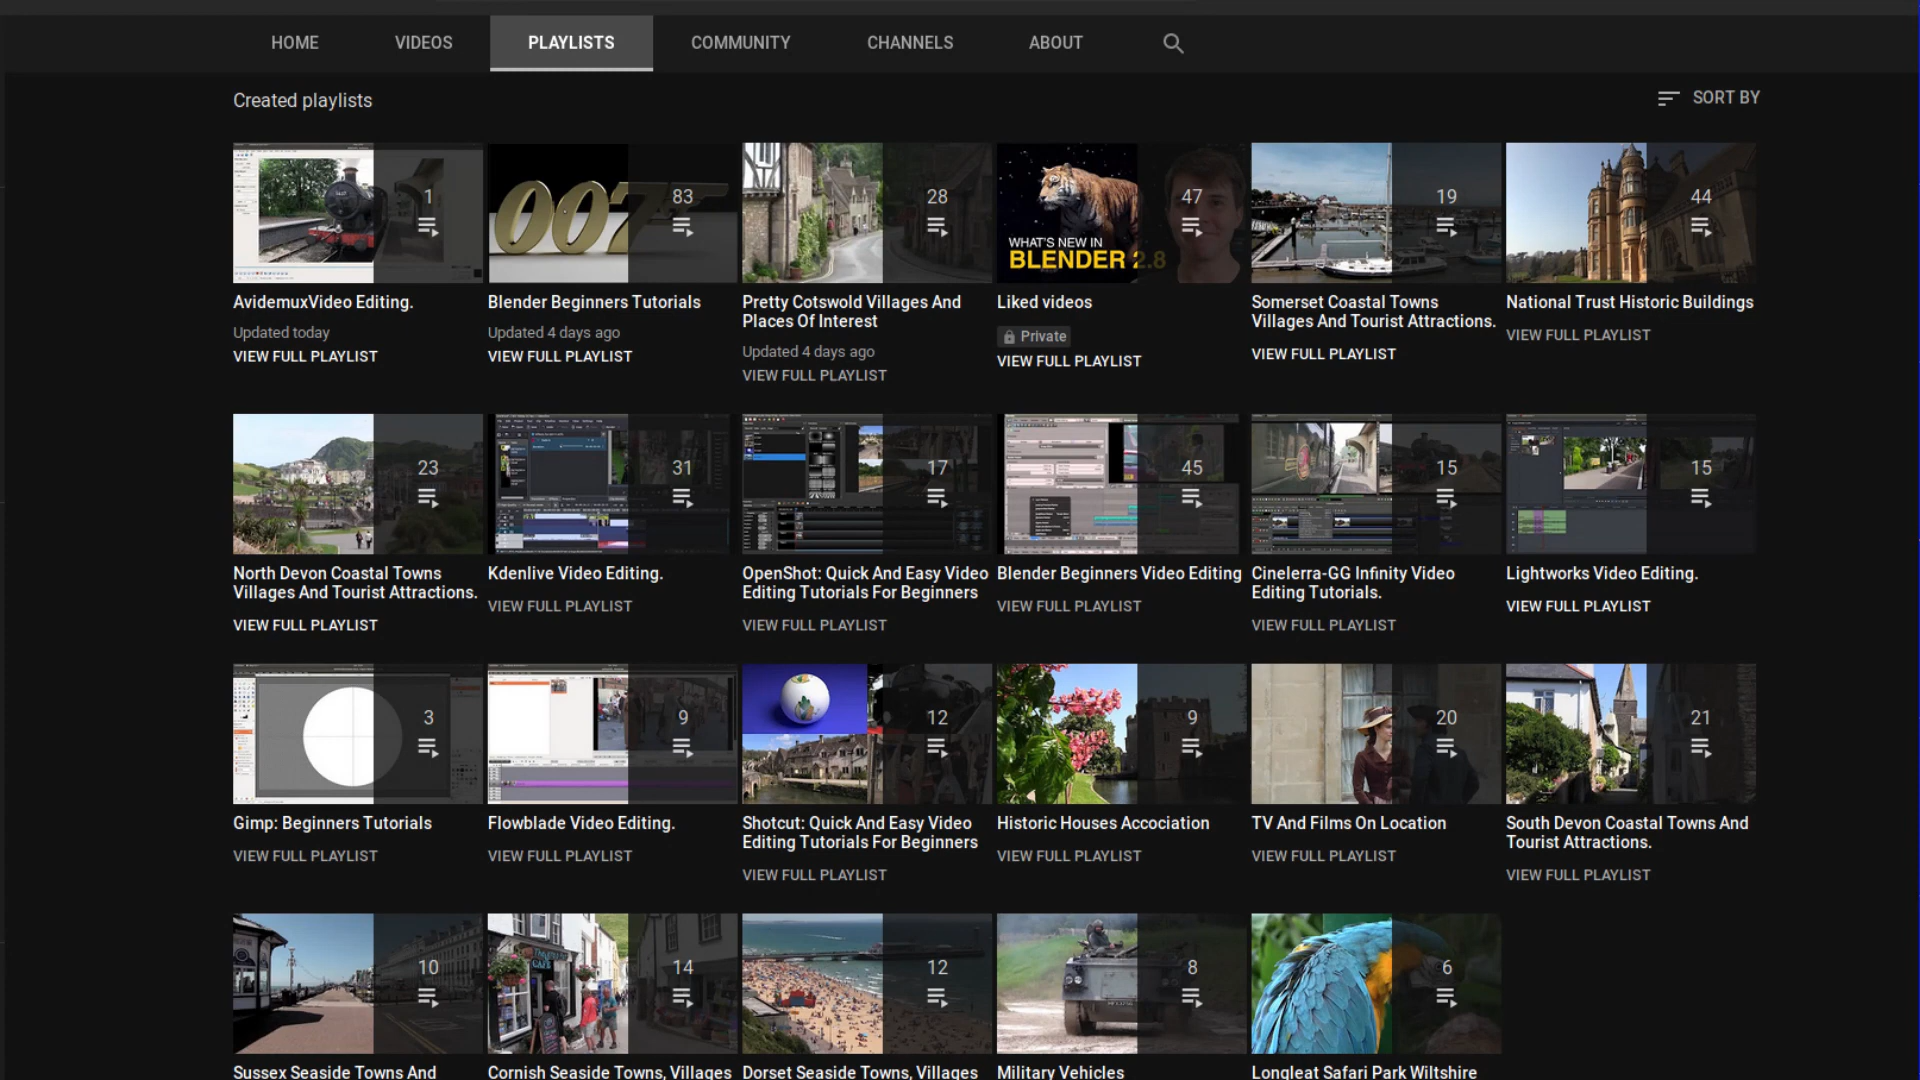 HOME VIDEOS PLAYLISTS COMMUNITY CHANNELS ABOUT
Created playlists
SORT BY
1
AvidemuxVideo Editing.
Updated today
VIEW FULL PLAYLIST
007
83
Blender Beginners Tutorials
Updated 4 days ago
VIEW FULL PLAYLIST
28
Pretty Cotswold Villages And
Places Of Interest
Updated 4 days ago
VIEW FULL PLAYLIST
WHAT'S NEW IN
BLENDER 2.8
47
Liked videos
Private
VIEW FULL PLAYLIST
19
Somerset Coastal Towns
Villages And Tourist Attractions.
VIEW FULL PLAYLIST
44
National Trust Historic Buildings
VIEW FULL PLAYLIST
23
North Devon Coastal Towns
Villages And Tourist Attractions.
VIEW FULL PLAYLIST
31
Kdenlive Video Editing.
VIEW FULL PLAYLIST
17
OpenShot: Quick And Easy Video
Editing Tutorials For Beginners
VIEW FULL PLAYLIST
45
Blender Beginners Video Editing
VIEW FULL PLAYLIST
15
Cinelerra-GG Infinity Video
Editing Tutorials.
VIEW FULL PLAYLIST
15
Lightworks Video Editing.
VIEW FULL PLAYLIST
3
Gimp: Beginners Tutorials
VIEW FULL PLAYLIST
9
Flowblade Video Editing.
VIEW FULL PLAYLIST
12
Shotcut: Quick And Easy Video
Editing Tutorials For Beginners
VIEW FULL PLAYLIST
9
Historic Houses Accociation
VIEW FULL PLAYLIST
20
TV And Films On Location
VIEW FULL PLAYLIST
21
South Devon Coastal Towns And
Tourist Attractions.
VIEW FULL PLAYLIST
10
Sussex Seaside Towns And
CAFE
14
Cornish Seaside Towns, Villages
12
Dorset Seaside Towns, Villages
8
Military Vehicles
6
Longleat Safari Park Wiltshire